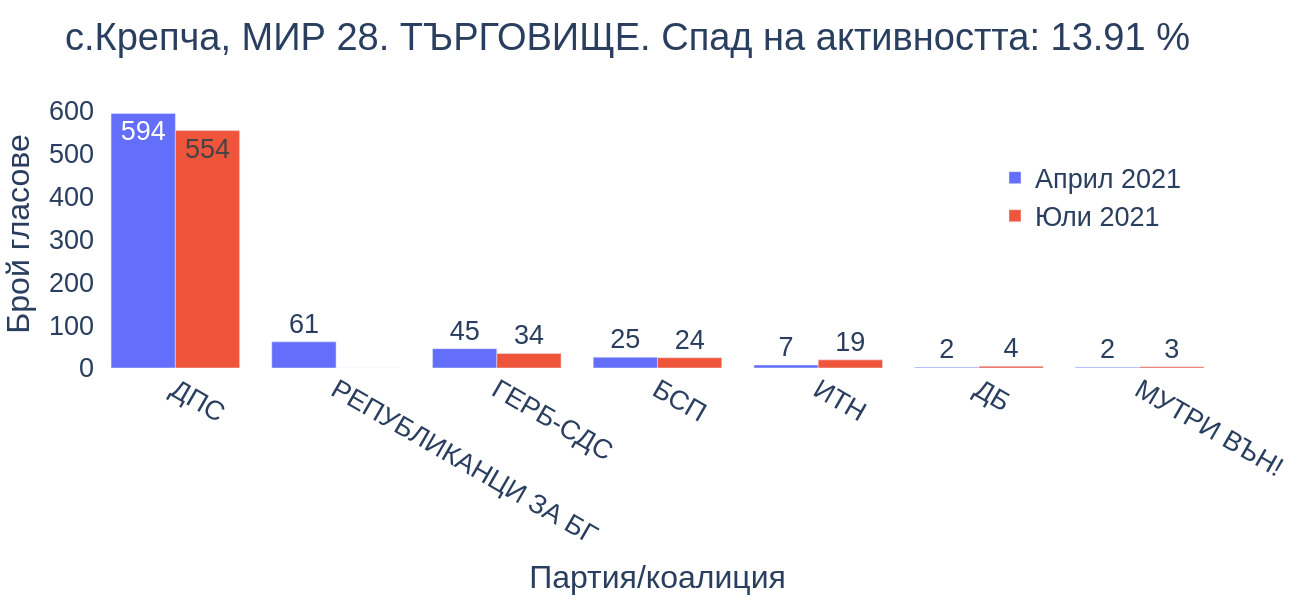 с.Крепча, МИР 28. ТЪРГОВИЩЕ. Спад на активността: 13.91 %
Брой гласове
600
500
400
300
200
100
0
594
554
61
45
34
25
24
7
19
2
4
2
3
Април 2021
Юли 2021
ДПС
РЕПУБЛИКАНЦИ ЗА БГ
ГЕРБ-СДС
БСП
ИТН
ДБ
МУТРИ ВЪН!
Партия/коалиция